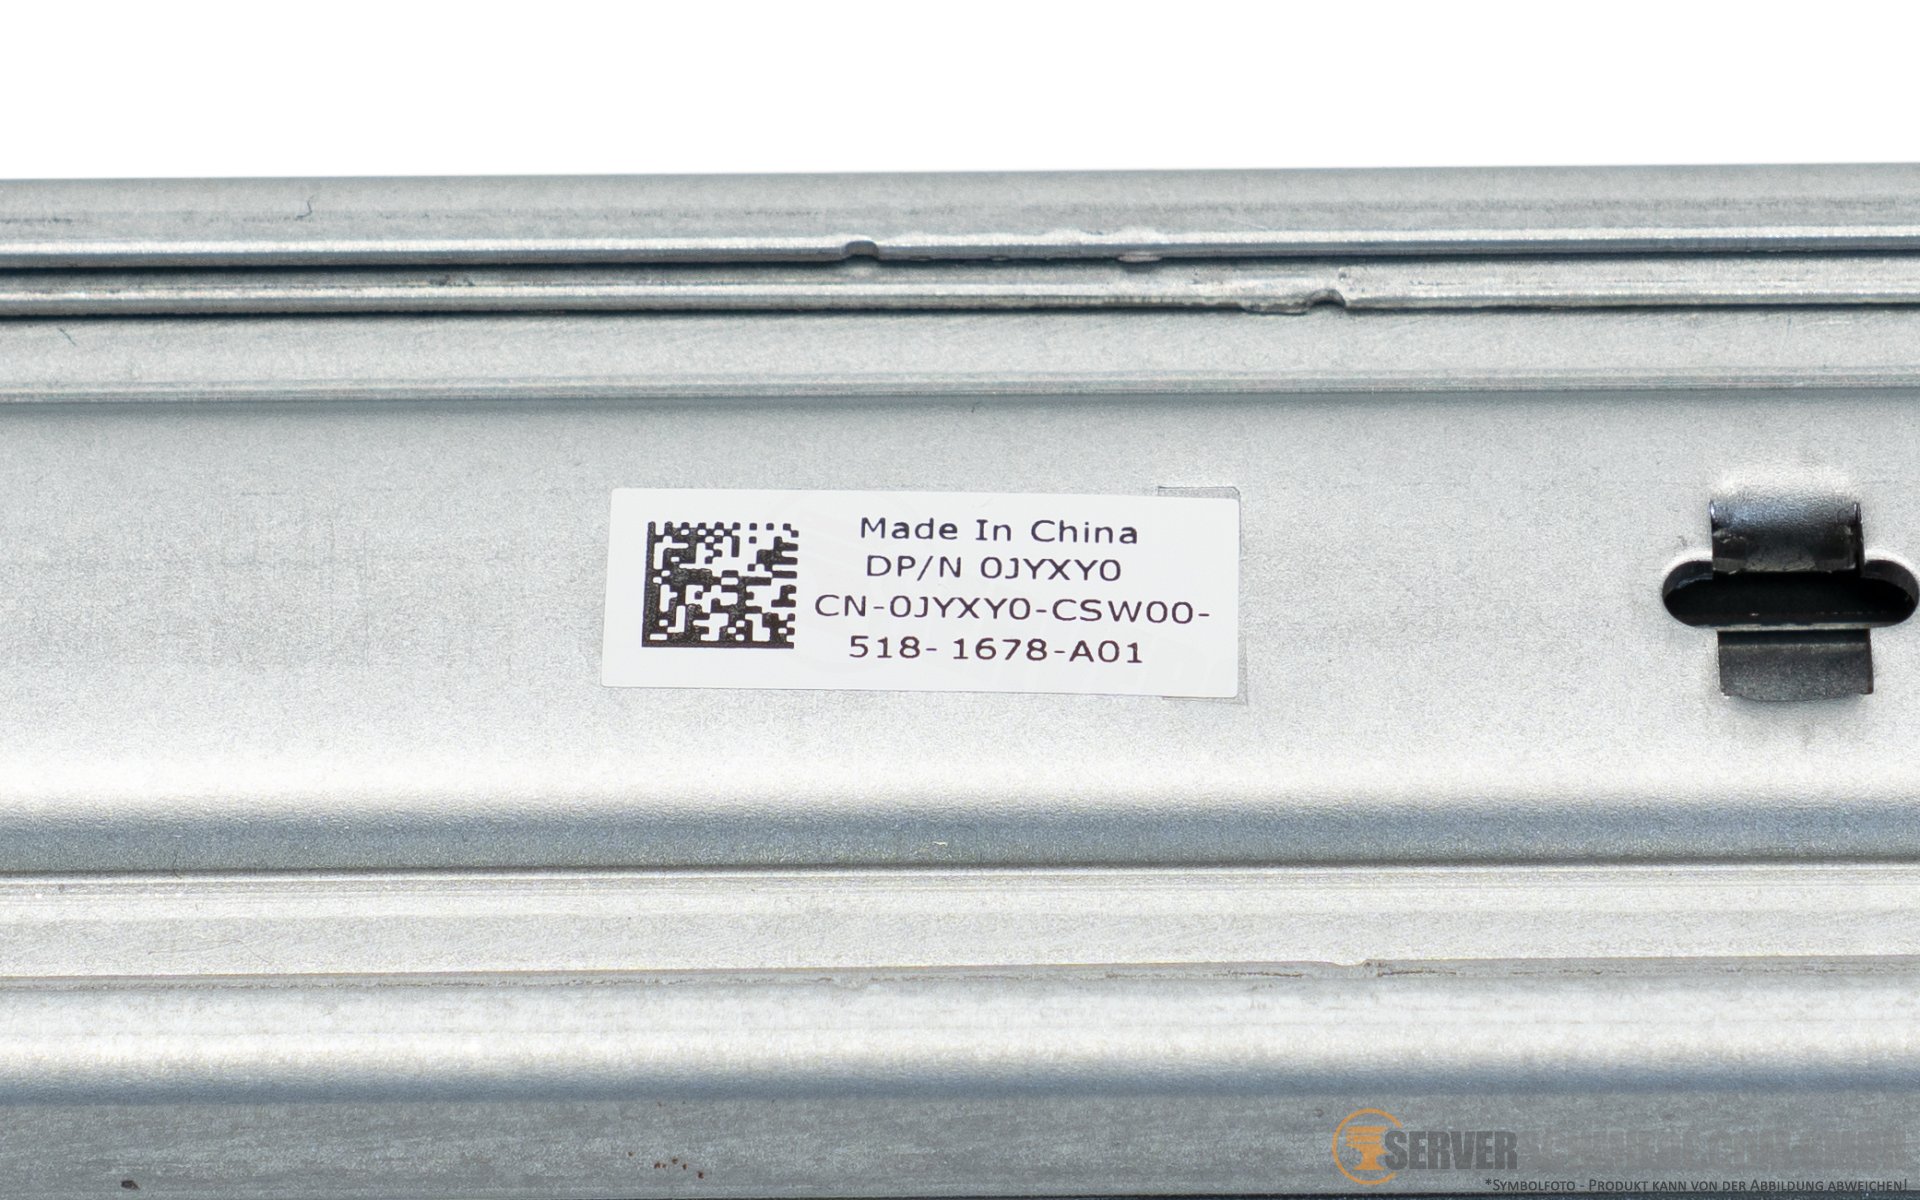 Made In China
DP/N 0JYXY0
CN-0JYXY0-CSW00-
518- 1678-A01
SERVER
*Symbolfoto - Produkt kann von der Abbildung abweichen!